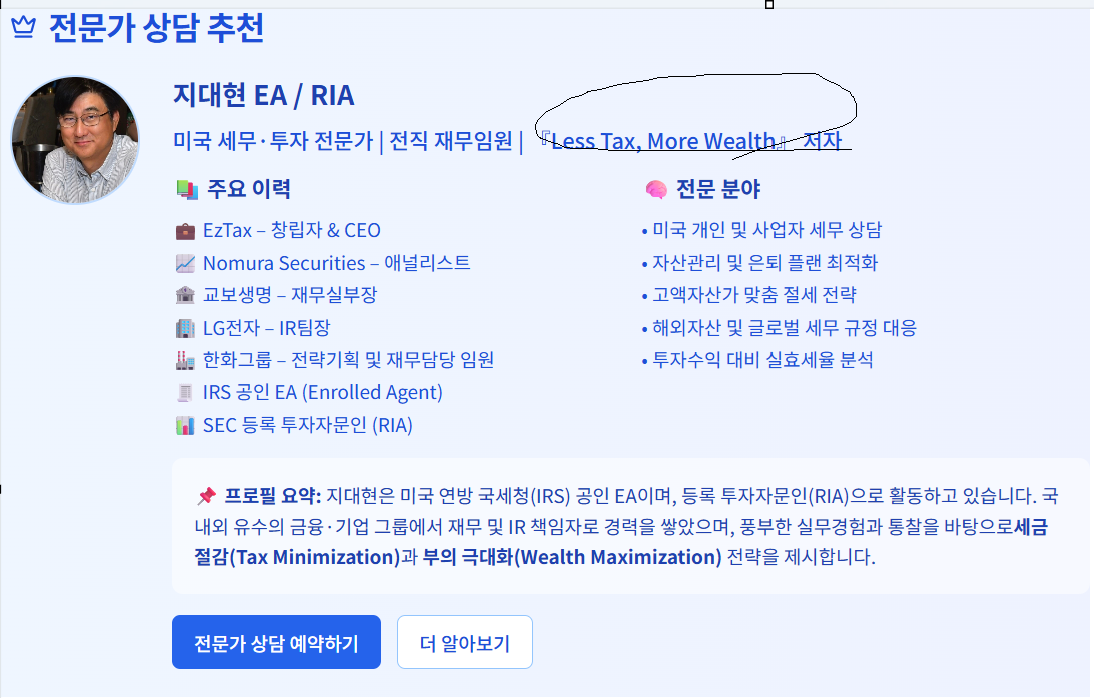 전문가 상담 추천
지대현 EA / RIA
미국 세무·투자 전문가 | 전직 재무임원 | 『Less Tax, More Wealth』 저자
주요 이력
EzTax – 창립자 & CEO
Nomura Securities – 애널리스트
교보생명 – 재무실부장
LG전자 – IR팀장
한화그룹 – 전략기획 및 재무담당 임원
IRS 공인 EA (Enrolled Agent)
SEC 등록 투자자문인 (RIA)
전문 분야
• 미국 개인 및 사업자 세무 상담
• 자산관리 및 은퇴 플랜 최적화
• 고액자산가 맞춤 절세 전략
• 해외자산 및 글로벌 세무 규정 대응
• 투자수익 대비 실효세율 분석
프로필 요약: 지대현은 미국 연방 국세청(IRS) 공인 EA이며, 등록 투자자문인(RIA)으로 활동하고 있습니다. 국
내외 유수의 금융·기업 그룹에서 재무 및 IR 책임자로 경력을 쌓았으며, 풍부한 실무경험과 통찰을 바탕으로세금
절감(Tax Minimization)과 부의 극대화(Wealth Maximization) 전략을 제시합니다.
전문가 상담 예약하기
더 알아보기